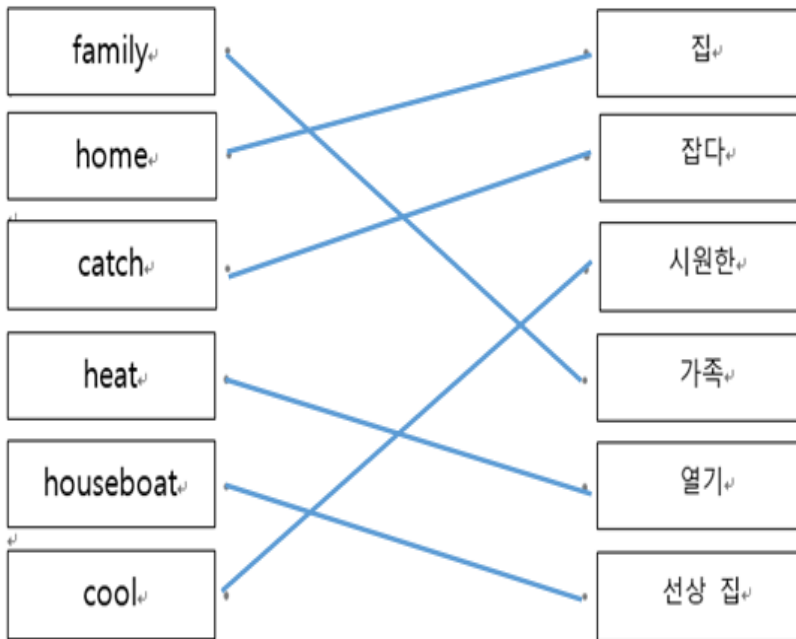 family
집
home
잡다
catch
시원한
heat
가족
houseboat
열기
cool
선상 집